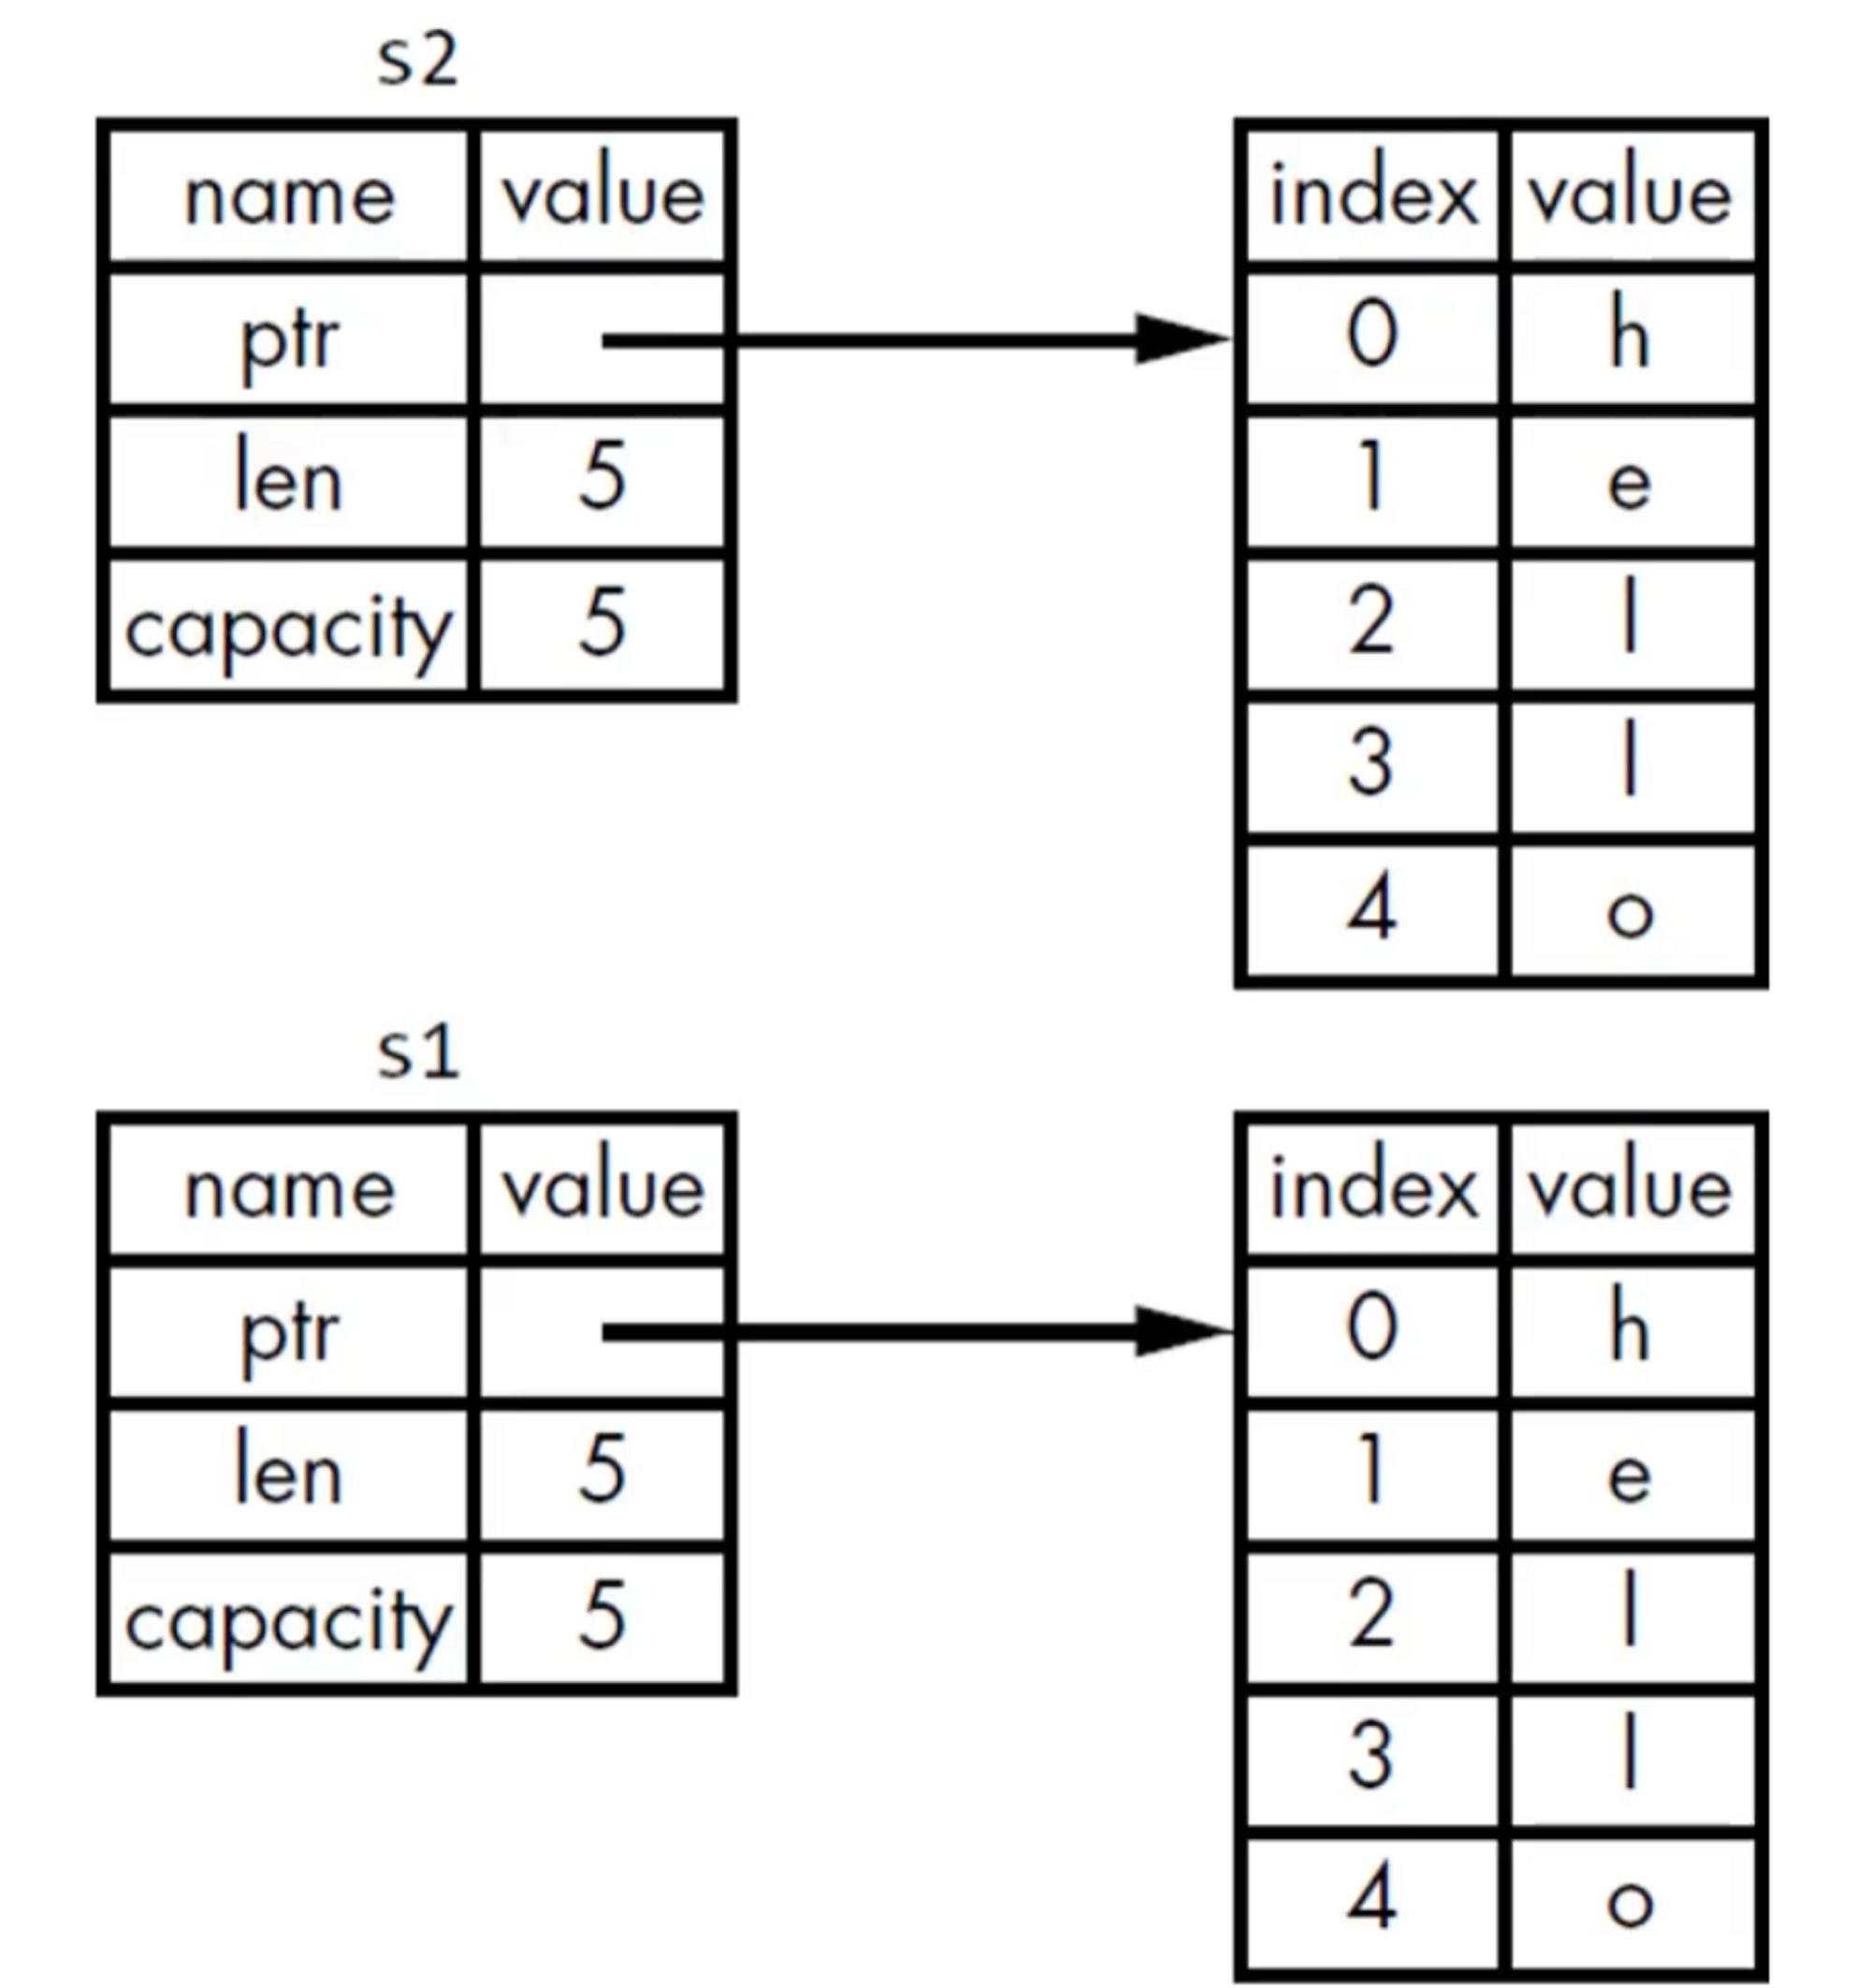 s2
name value
ptr
len 5
capacity 5
index value
0 h
1 e
2 l
3 l
4 o
s1
name value
ptr
len 5
capacity 5
index value
0 h
1 e
2 l
3 l
4 o